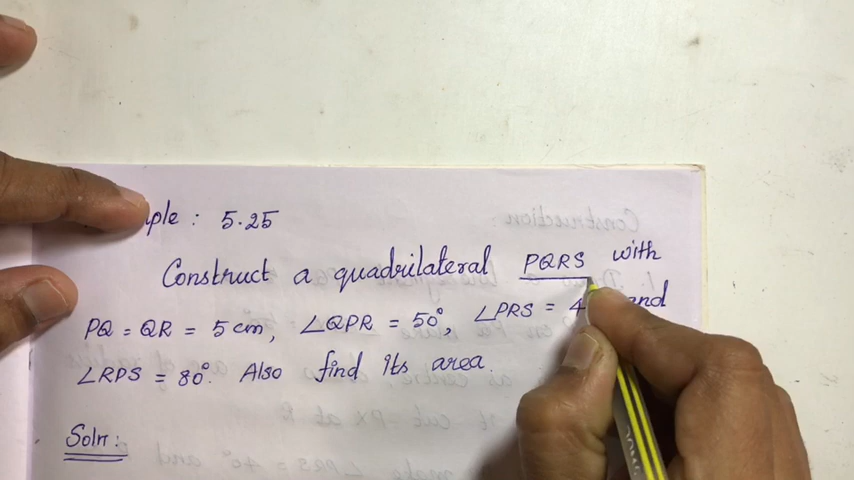 ple : 5.25
Construct a quadrilateral PQRS with
PQ = QR = 5 cm, ∠QPR = 50°, ∠PRS = 4 and
∠RPS = 80°. Also find its area.
Soln :